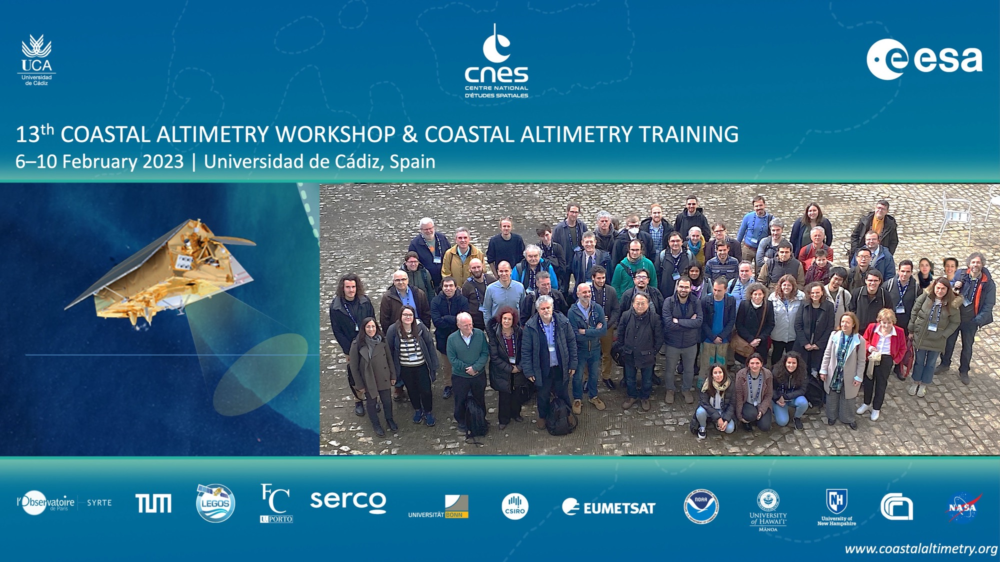 UCA
Universidad
de Cádiz
cnes
CENTRE NATIONAL
D'ÉTUDES SPATIALES
esa
13th COASTAL ALTIMETRY WORKSHOP & COASTAL ALTIMETRY TRAINING
6–10 February 2023 | Universidad de Cádiz, Spain
l'Observatoire
de Paris
SYRTE
TUM
LEGOS
FC
U. PORTO
serco
UNIVERSITÄT BONN
CSIRO
EUMETSAT
NOAA
UNIVERSITY
of HAWAI'I®
MĀNOA
NH
University of
New Hampshire
NASA
www.coastalaltimetry.org